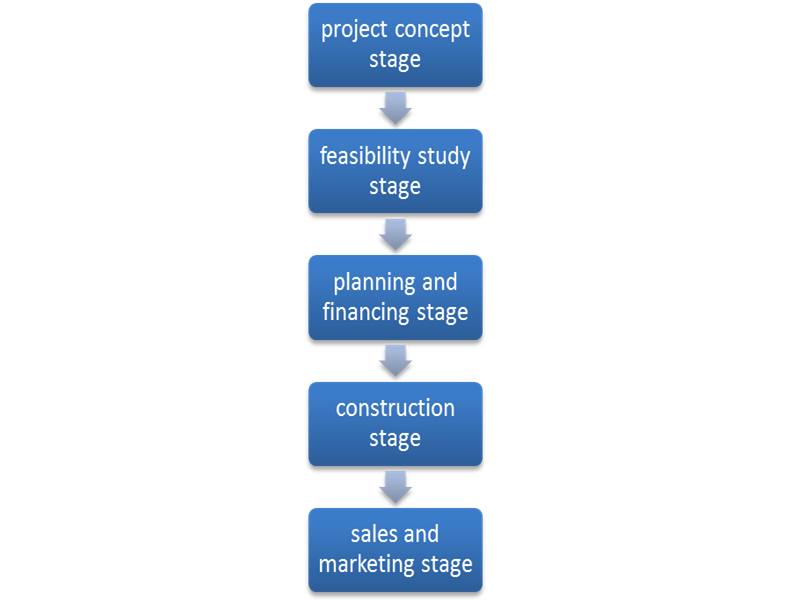 project concept
stage
feasibility study
stage
planning and
financing stage
construction
stage
sales and
marketing stage